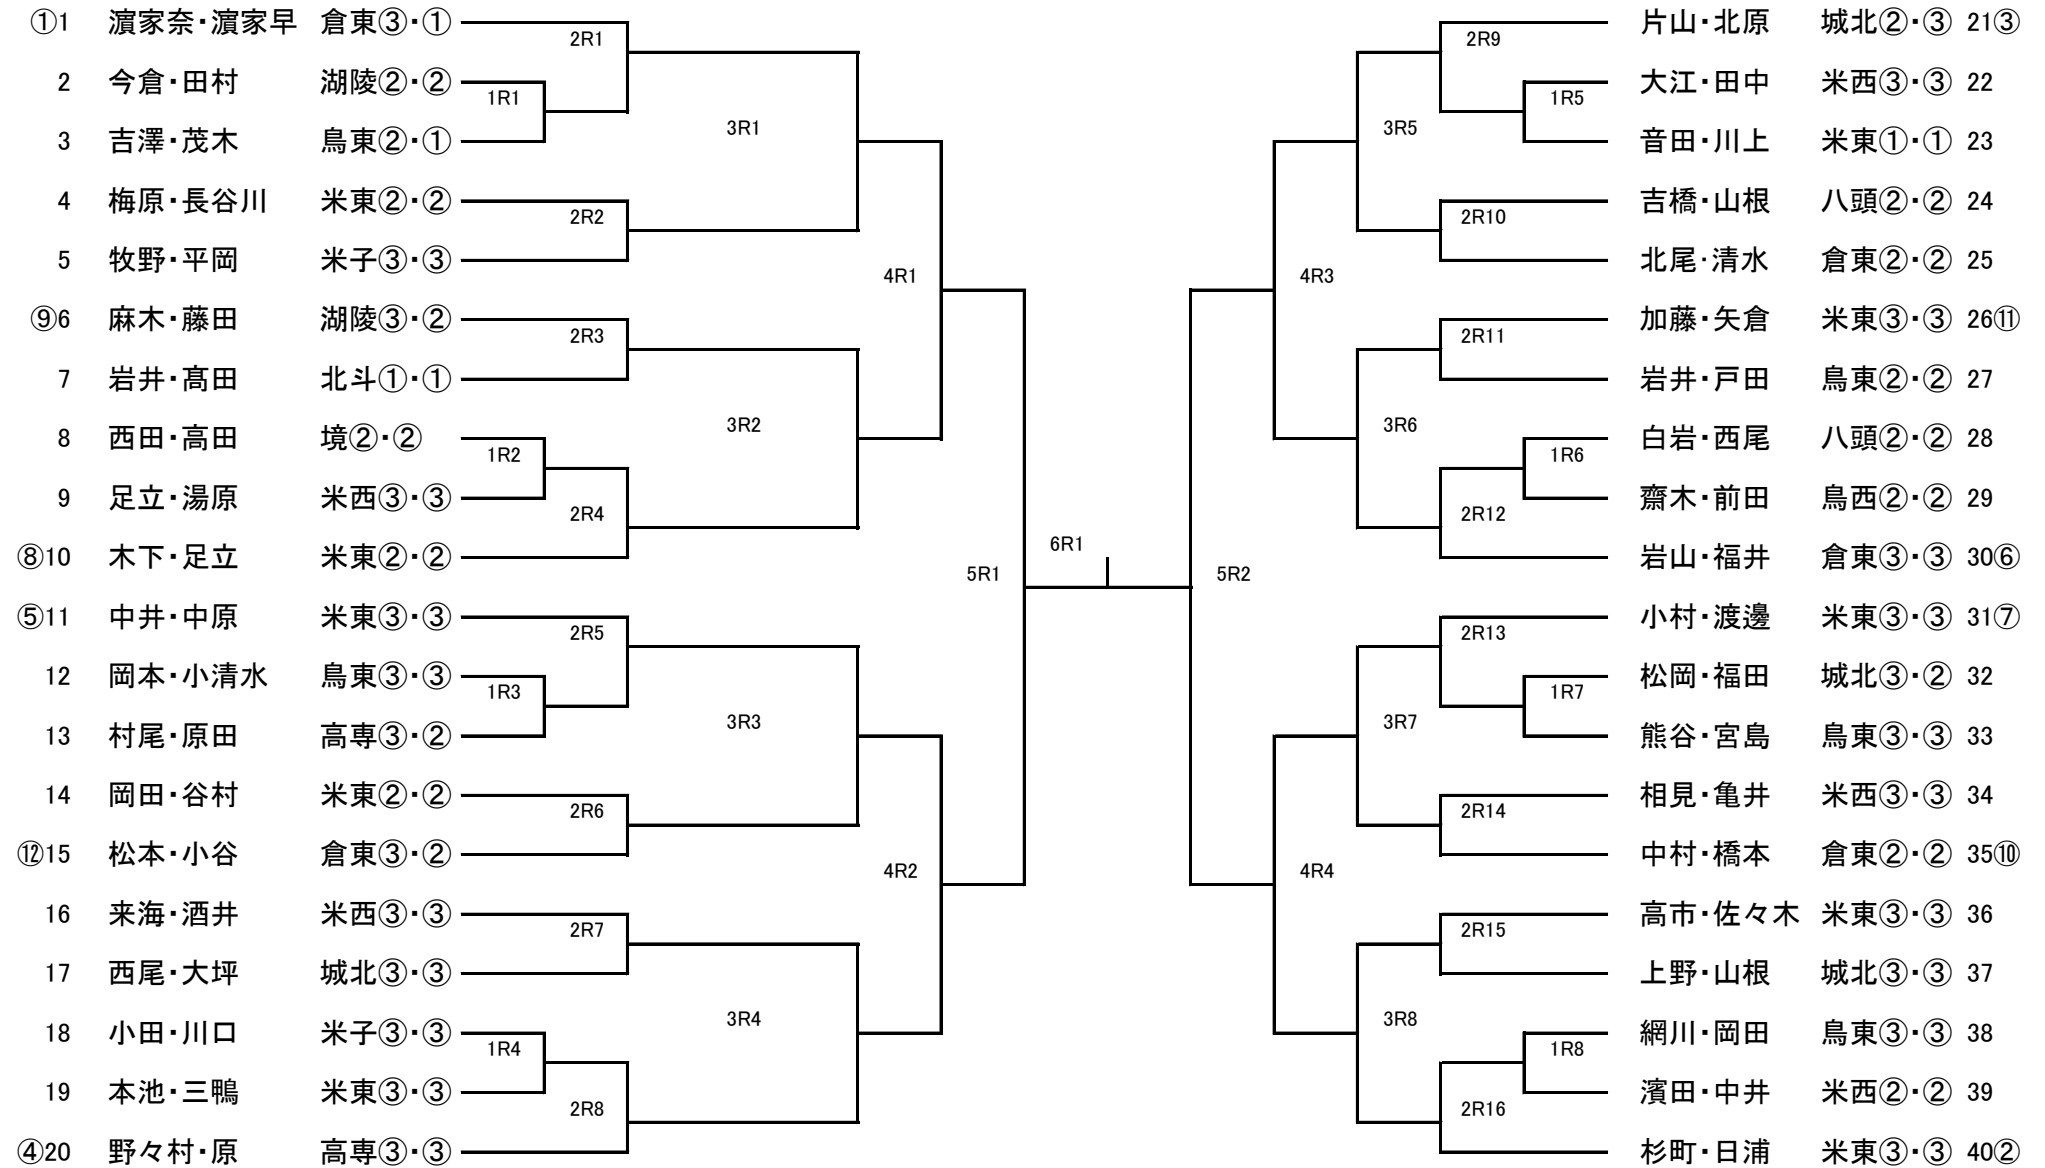 ①1 濵家奈・濵家早 倉東③・① 片山・北原 城北②・③ 21③
2R1 2R9
2 今倉・田村 湖陵②・② 大江・田中 米西③・③ 22
1R1 1R5
3R1 3R5
3 吉澤・茂木 鳥東②・① 音田・川上 米東①・① 23
4 梅原・長谷川 米東②・② 吉橋・山根 八頭②・② 24
2R2 2R10
5 牧野・平岡 米子③・③ 北尾・清水 倉東②・② 25
4R1 4R3
⑨6 麻木・藤田 湖陵③・② 加藤・矢倉 米東③・③ 26⑪
2R3 2R11
7 岩井・髙田 北斗①・① 岩井・戸田 鳥東②・② 27
3R2 3R6
8 西田・高田 境②・② 白岩・西尾 八頭②・② 28
1R2 1R6
9 足立・湯原 米西③・③ 齋木・前田 鳥西②・② 29
2R4 2R12
6R1
⑧10 木下・足立 米東②・② 岩山・福井 倉東③・③ 30⑥
5R1 5R2
⑤11 中井・中原 米東③・③ 小村・渡邊 米東③・③ 31⑦
2R5 2R13
12 岡本・小清水 鳥東③・③ 松岡・福田 城北③・② 32
1R3 1R7
3R3 3R7
13 村尾・原田 高専③・② 熊谷・宮島 鳥東③・③ 33
14 岡田・谷村 米東②・② 相見・亀井 米西③・③ 34
2R6 2R14
⑫15 松本・小谷 倉東③・② 中村・橋本 倉東②・② 35⑩
4R2 4R4
16 来海・酒井 米西③・③ 高市・佐々木 米東③・③ 36
2R7 2R15
17 西尾・大坪 城北③・③ 上野・山根 城北③・③ 37
3R4 3R8
18 小田・川口 米子③・③ 網川・岡田 鳥東③・③ 38
1R4 1R8
19 本池・三鴨 米東③・③ 濱田・中井 米西②・② 39
2R8 2R16
④20 野々村・原 高専③・③ 杉町・日浦 米東③・③ 40②